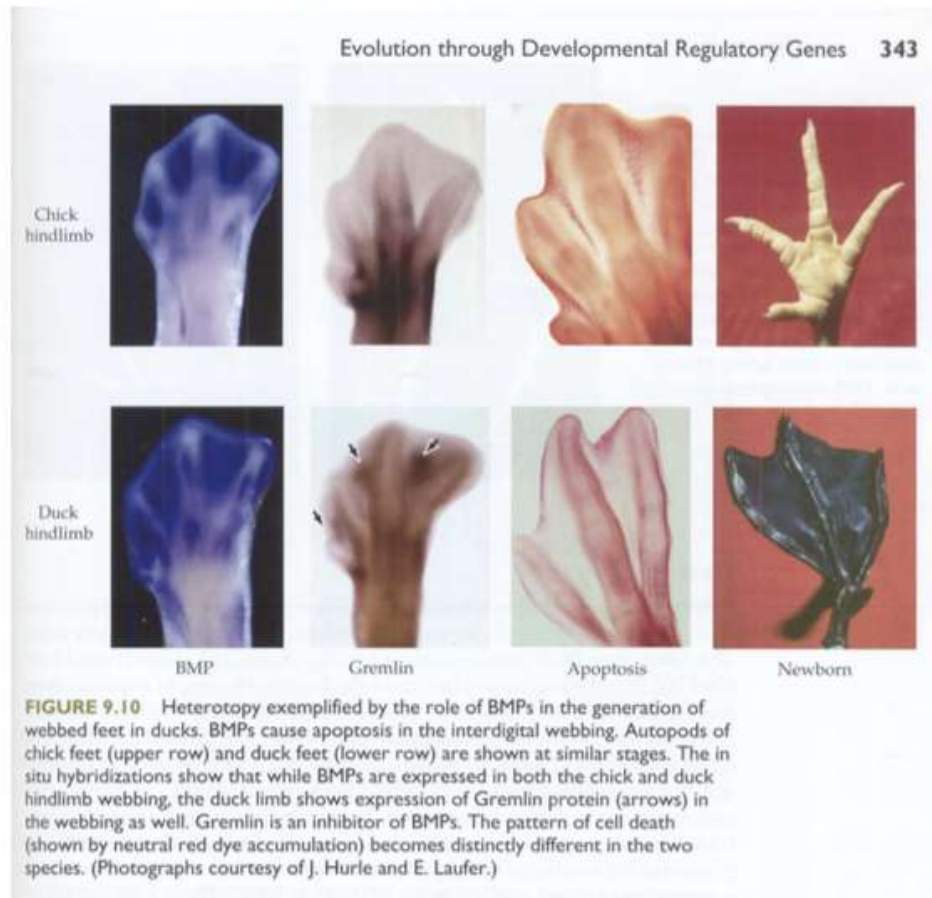 Evolution through Developmental Regulatory Genes 343
Chick
hindlimb
Duck
hindlimb
BMP Gremlin Apoptosis Newborn
FIGURE 9.10 Heterotopy exemplified by the role of BMPs in the generation of
webbed feet in ducks. BMPs cause apoptosis in the interdigital webbing. Autopods of
chick feet (upper row) and duck feet (lower row) are shown at similar stages. The in
situ hybridizations show that while BMPs are expressed in both the chick and duck
hindlimb webbing, the duck limb shows expression of Gremlin protein (arrows) in
the webbing as well. Gremlin is an inhibitor of BMPs. The pattern of cell death
(shown by neutral red dye accumulation) becomes distinctly different in the two
species. (Photographs courtesy of J. Hurle and E. Laufer.)